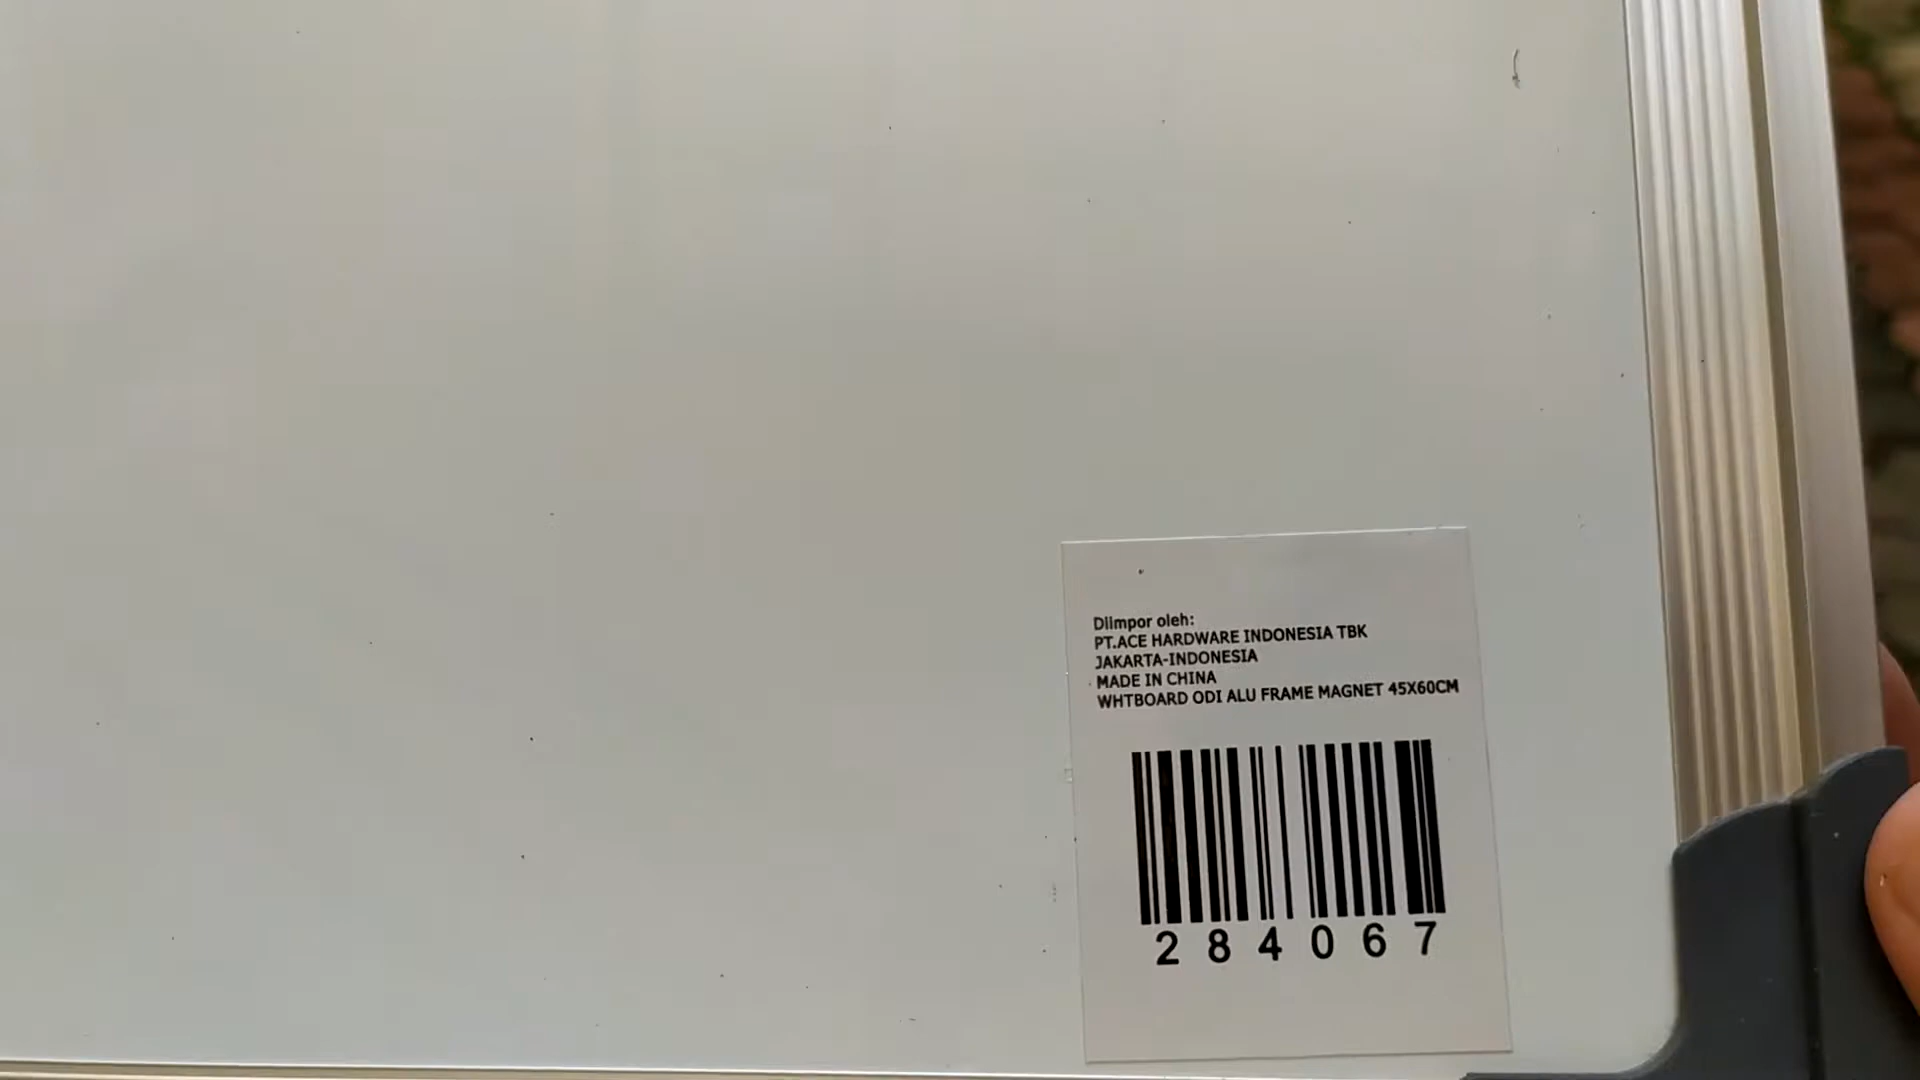 Diimpor oleh:
PT.ACE HARDWARE INDONESIA TBK
JAKARTA-INDONESIA
MADE IN CHINA
WHTBOARD ODI ALU FRAME MAGNET 45X60CM
284067